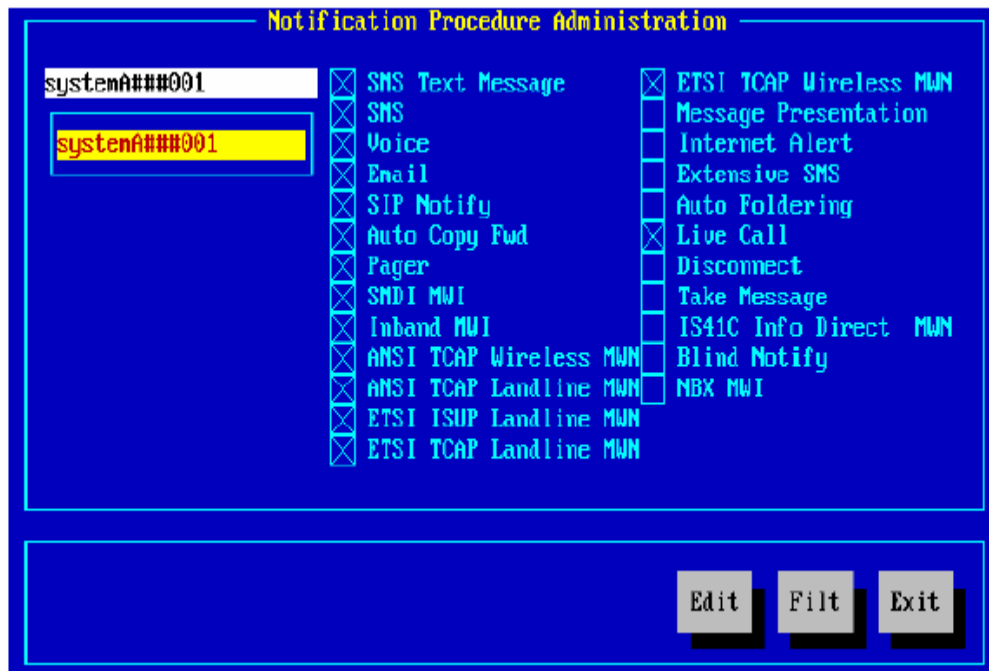 Notification Procedure Administration
systemA###001
systemA###001
SMS Text Message
SMS
Voice
Email
SIP Notify
Auto Copy Fwd
Pager
SMDI MWI
Inband MWI
ANSI TCAP Wireless MWN
ANSI TCAP Landline MWN
ETSI ISUP Landline MWN
ETSI TCAP Landline MWN
ETSI TCAP Wireless MWN
Message Presentation
Internet Alert
Extensive SMS
Auto Foldering
Live Call
Disconnect
Take Message
IS41C Info Direct MWN
Blind Notify
NBX MWI
Edit
Filt
Exit